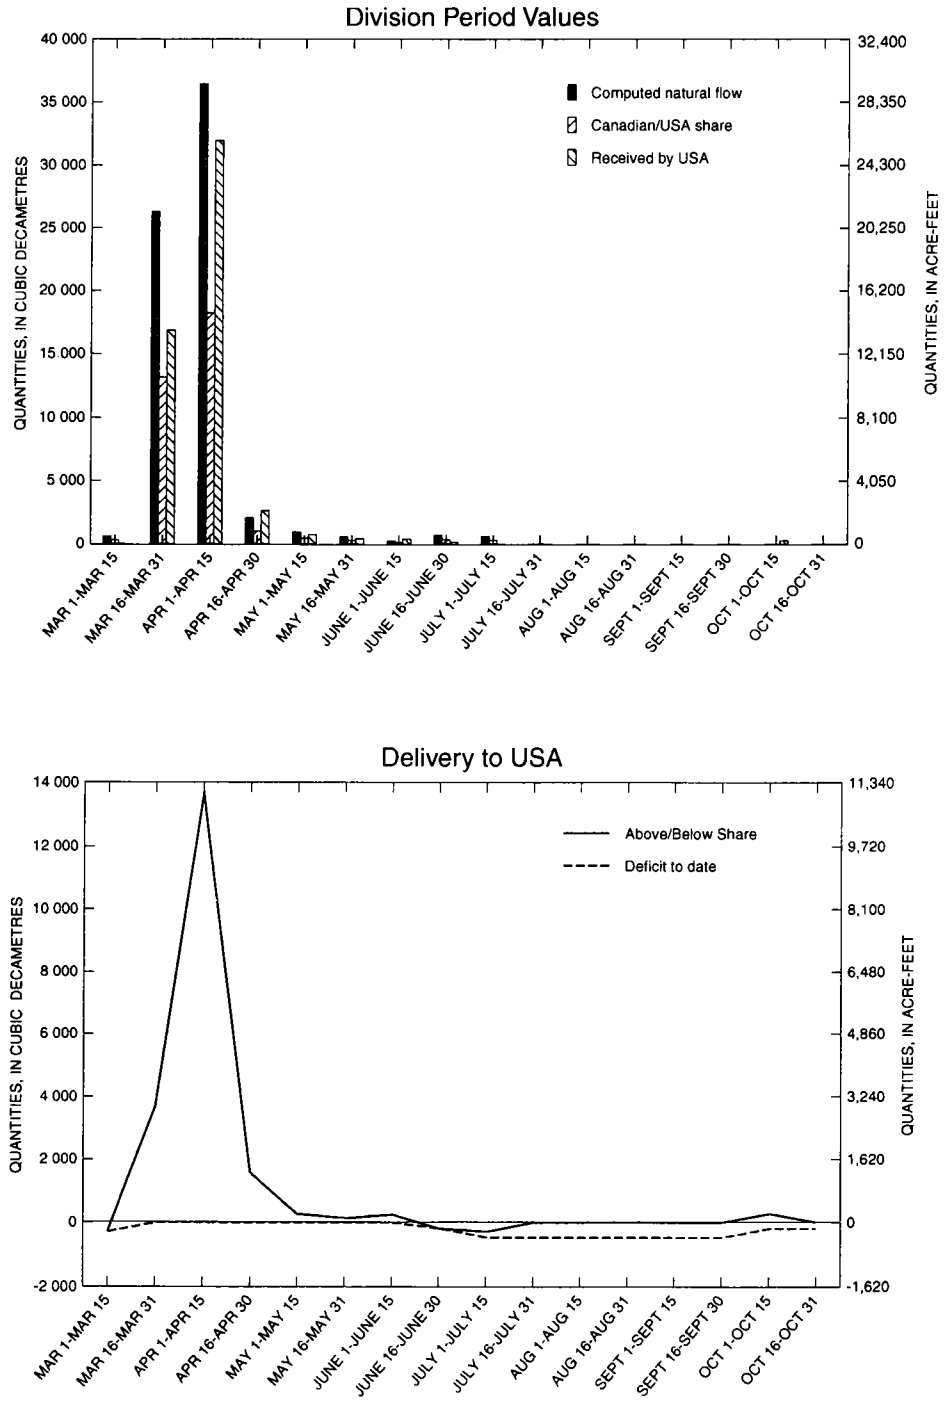 Division Period Values
40 000
35 000
30 000
25 000
20 000
15 000
10 000
5 000
0
QUANTITIES, IN CUBIC DECAMETRES
32,400
28,350
24,300
20,250
16,200
12,150
8,100
4,050
0
QUANTITIES, IN ACRE-FEET
Computed natural flow
Canadian/USA share
Received by USA
MAR 1-MAR 15
MAR 16-MAR 31
APR 1-APR 15
APR 16-APR 30
MAY 1-MAY 15
MAY 16-MAY 31
JUNE 1-JUNE 15
JUNE 16-JUNE 30
JULY 1-JULY 15
JULY 16-JULY 31
AUG 1-AUG 15
AUG 16-AUG 31
SEPT 1-SEPT 15
SEPT 16-SEPT 30
OCT 1-OCT 15
OCT 16-OCT 31
Delivery to USA
14 000
12 000
10 000
8 000
6 000
4 000
2 000
0
-2 000
QUANTITIES, IN CUBIC DECAMETRES
11,340
9,720
8,100
6,480
4,860
3,240
1,620
0
-1,620
QUANTITIES, IN ACRE-FEET
Above/Below Share
Deficit to date
MAR 1-MAR 15
MAR 16-MAR 31
APR 1-APR 15
APR 16-APR 30
MAY 1-MAY 15
MAY 16-MAY 31
JUNE 1-JUNE 15
JUNE 16-JUNE 30
JULY 1-JULY 15
JULY 16-JULY 31
AUG 1-AUG 15
AUG 16-AUG 31
SEPT 1-SEPT 15
SEPT 16-SEPT 30
OCT 1-OCT 15
OCT 16-OCT 31